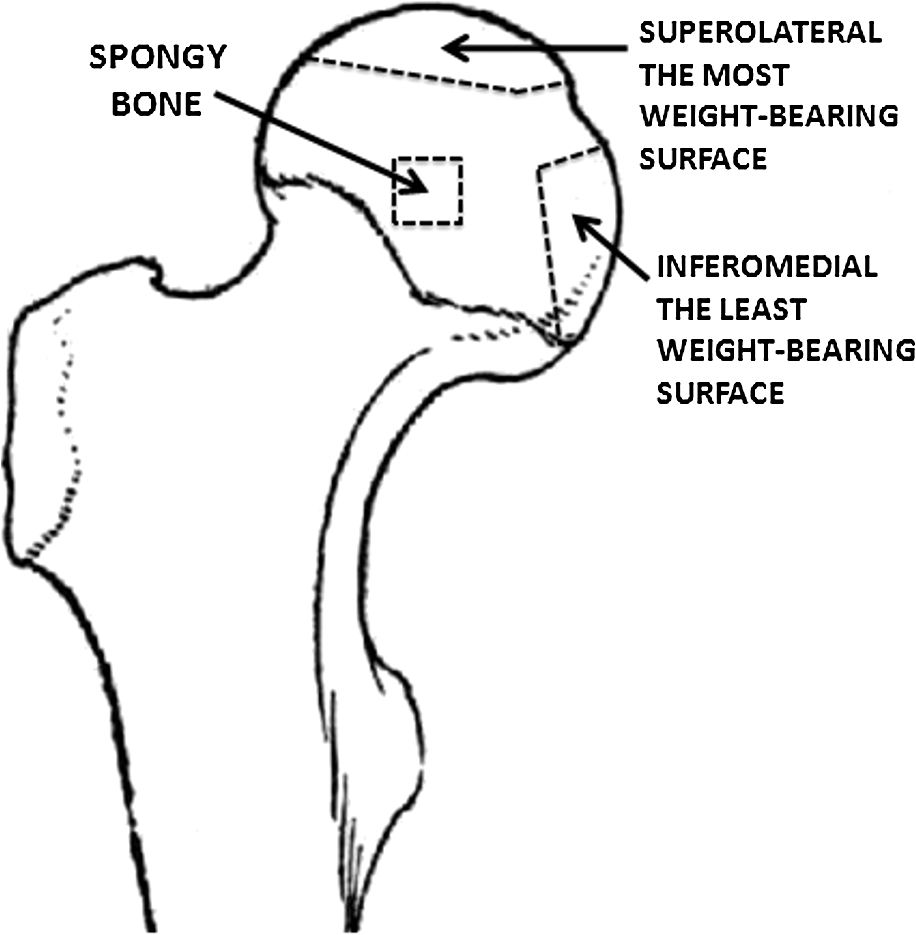 SPONGY
BONE
SUPEROLATERAL
THE MOST
WEIGHT-BEARING
SURFACE
INFEROMEDIAL
THE LEAST
WEIGHT-BEARING
SURFACE